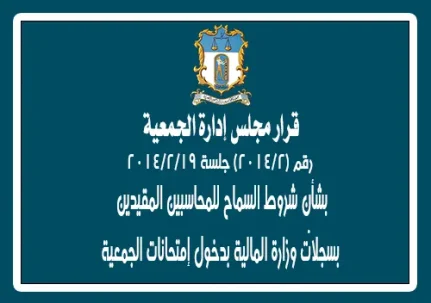 قرار مجلس إدارة الجمعية
رقم (٢٠١٤/٢) جلسة ٢٠١٤/٢/١٩
بشأن شروط السماح للمحاسبين المقيدين
بسجلات وزارة المالية بدخول إمتحانات الجمعية